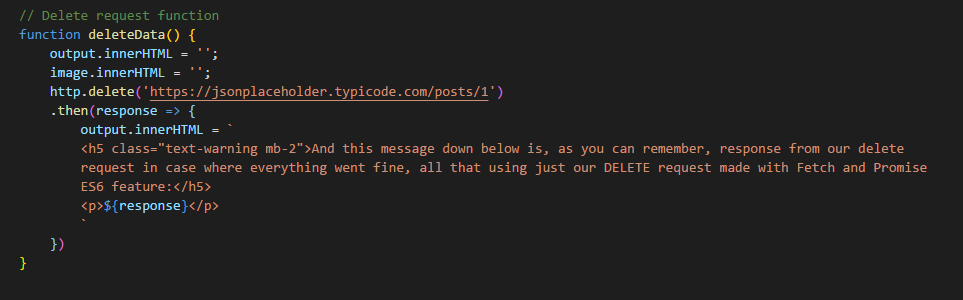 // Delete request function
function deleteData() {
    output.innerHTML = '';
    image.innerHTML = '';
    http.delete('https://jsonplaceholder.typicode.com/posts/1')
    .then(response => {
        output.innerHTML = `
        <h5 class="text-warning mb-2">And this message down below is, as you can remember, response from our delete
        request in case where everything went fine, all that using just our DELETE request made with Fetch and Promise
        ES6 feature:</h5>
        <p>${response}</p>
        `
    })
}